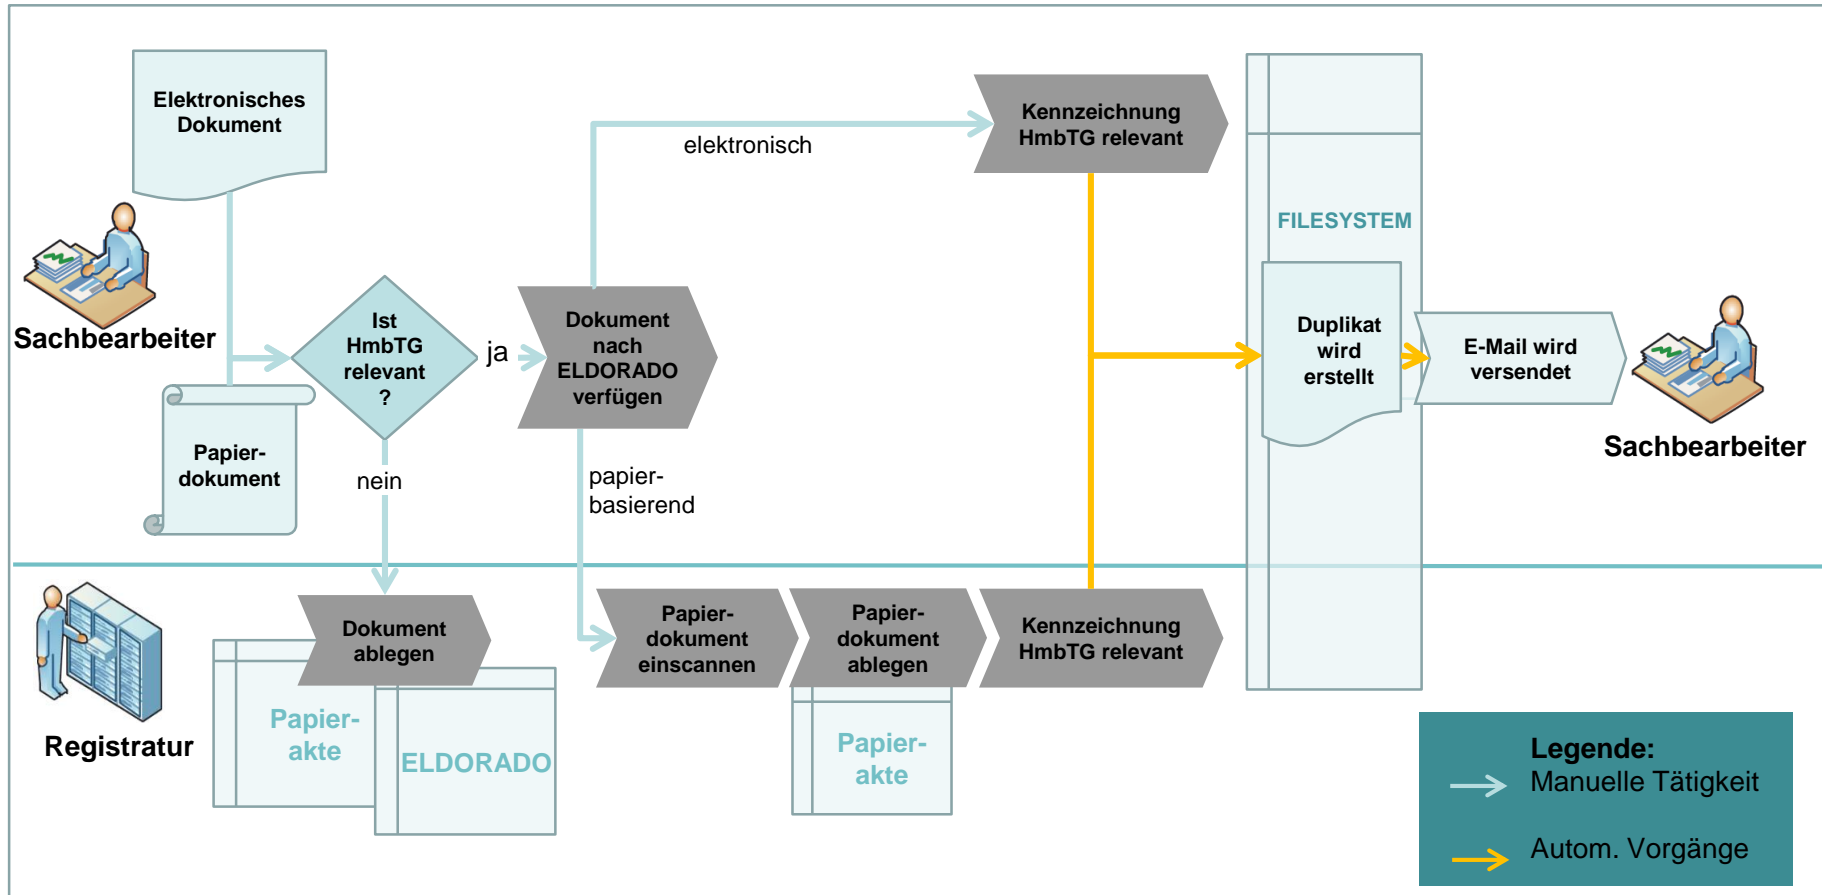 Elektronisches
Dokument
Sachbearbeiter
Papier-
dokument
Ist
HmbTG
relevant
?
ja
nein
Dokument
nach
ELDORADO
verfügen
elektronisch
papier-
basierend
Kennzeichnung
HmbTG relevant
FILESYSTEM
Duplikat
wird
erstellt
E-Mail wird
versendet
Sachbearbeiter
Registratur
Dokument
ablegen
Papier-
akte
ELDORADO
Papier-
dokument
einscannen
Papier-
dokument
ablegen
Papier-
akte
Kennzeichnung
HmbTG relevant
Legende:
Manuelle Tätigkeit
Autom. Vorgänge